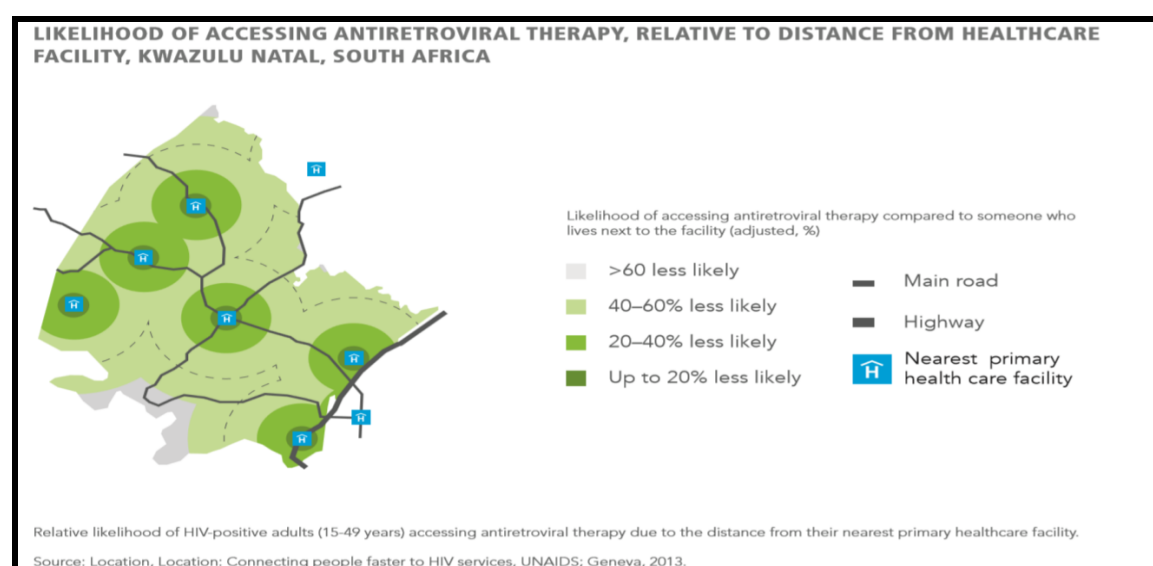 LIKELIHOOD OF ACCESSING ANTIRETROVIRAL THERAPY, RELATIVE TO DISTANCE FROM HEALTHCARE
FACILITY, KWAZULU NATAL, SOUTH AFRICA
Likelihood of accessing antiretroviral therapy compared to someone who
lives next to the facility (adjusted, %)
>60 less likely
40–60% less likely
20–40% less likely
Up to 20% less likely
Main road
Highway
Nearest primary
health care facility
Relative likelihood of HIV-positive adults (15-49 years) accessing antiretroviral therapy due to the distance from their nearest primary healthcare facility.
Source: Location, Location: Connecting people faster to HIV services, UNAIDS; Geneva, 2013.